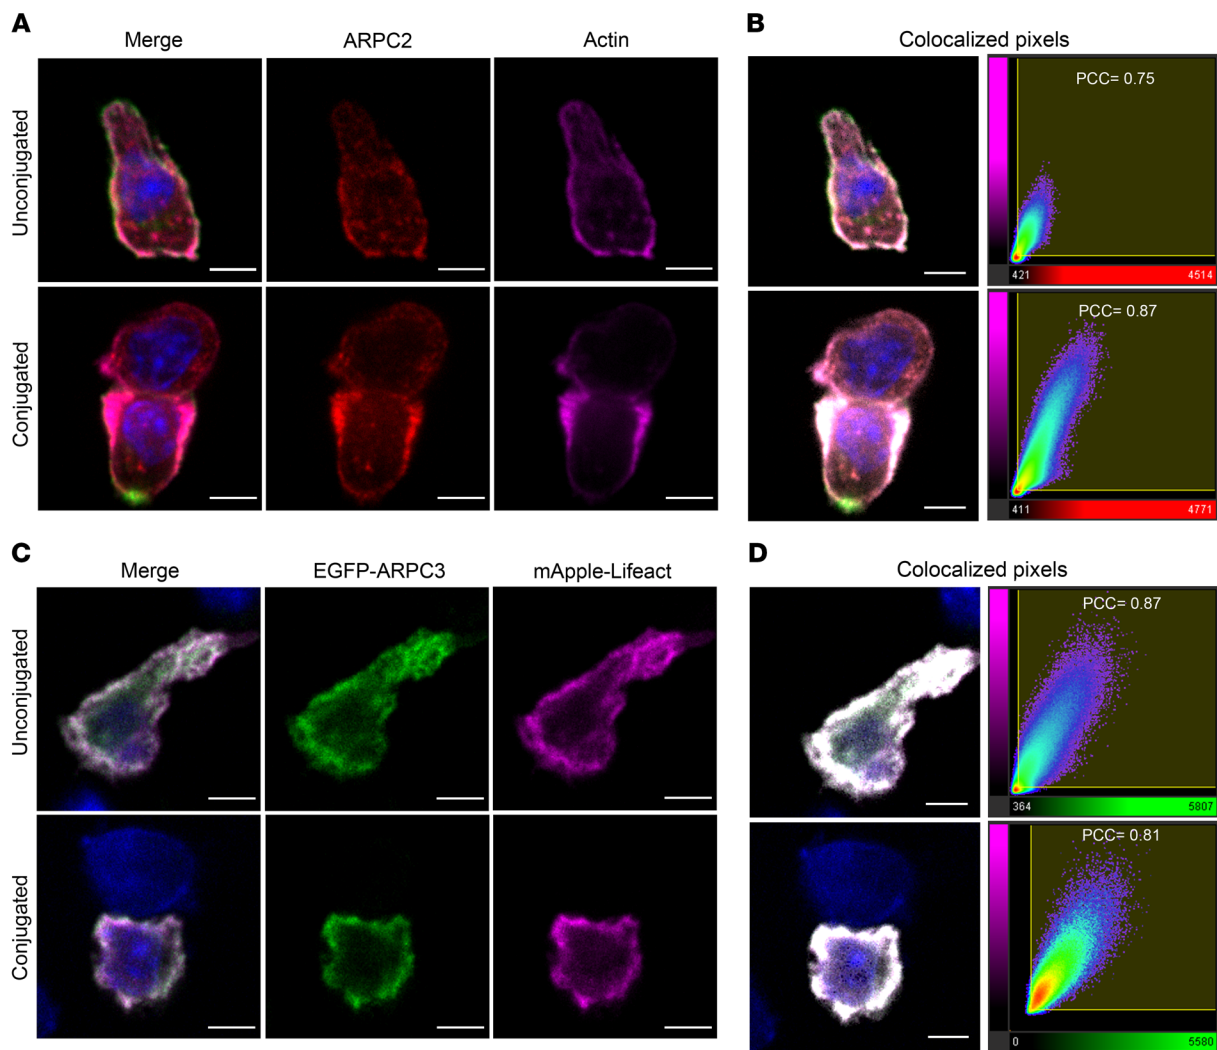 A
Merge
ARPC2
Actin
Unconjugated
Conjugated
B
Colocalized pixels
PCC= 0.75
421
4514
PCC= 0.87
411
4771
C
Merge
EGFP-ARPC3
mApple-Lifeact
Unconjugated
Conjugated
D
Colocalized pixels
PCC= 0.87
364
5807
PCC= 0.81
0
5580